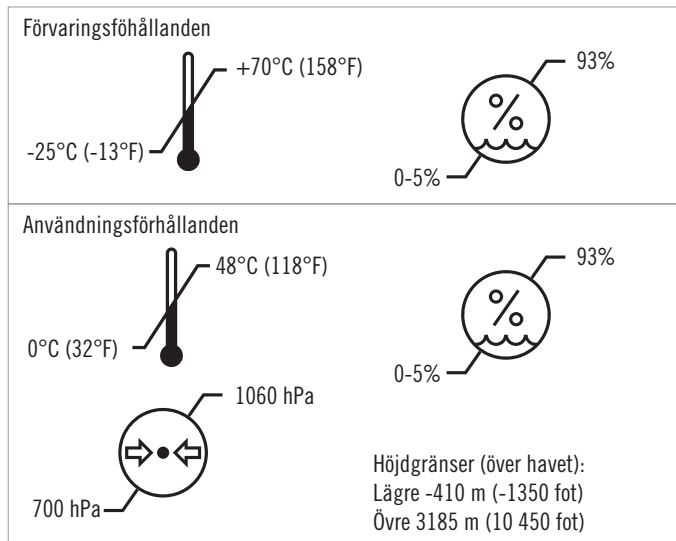 Förvaringsföhållanden
+70°C (158°F)
-25°C (-13°F)
93%
%
0-5%
Användningsförhållanden
48°C (118°F)
0°C (32°F)
93%
%
0-5%
1060 hPa
700 hPa
Höjdgränser (över havet):
Lägre -410 m (-1350 fot)
Övre 3185 m (10 450 fot)